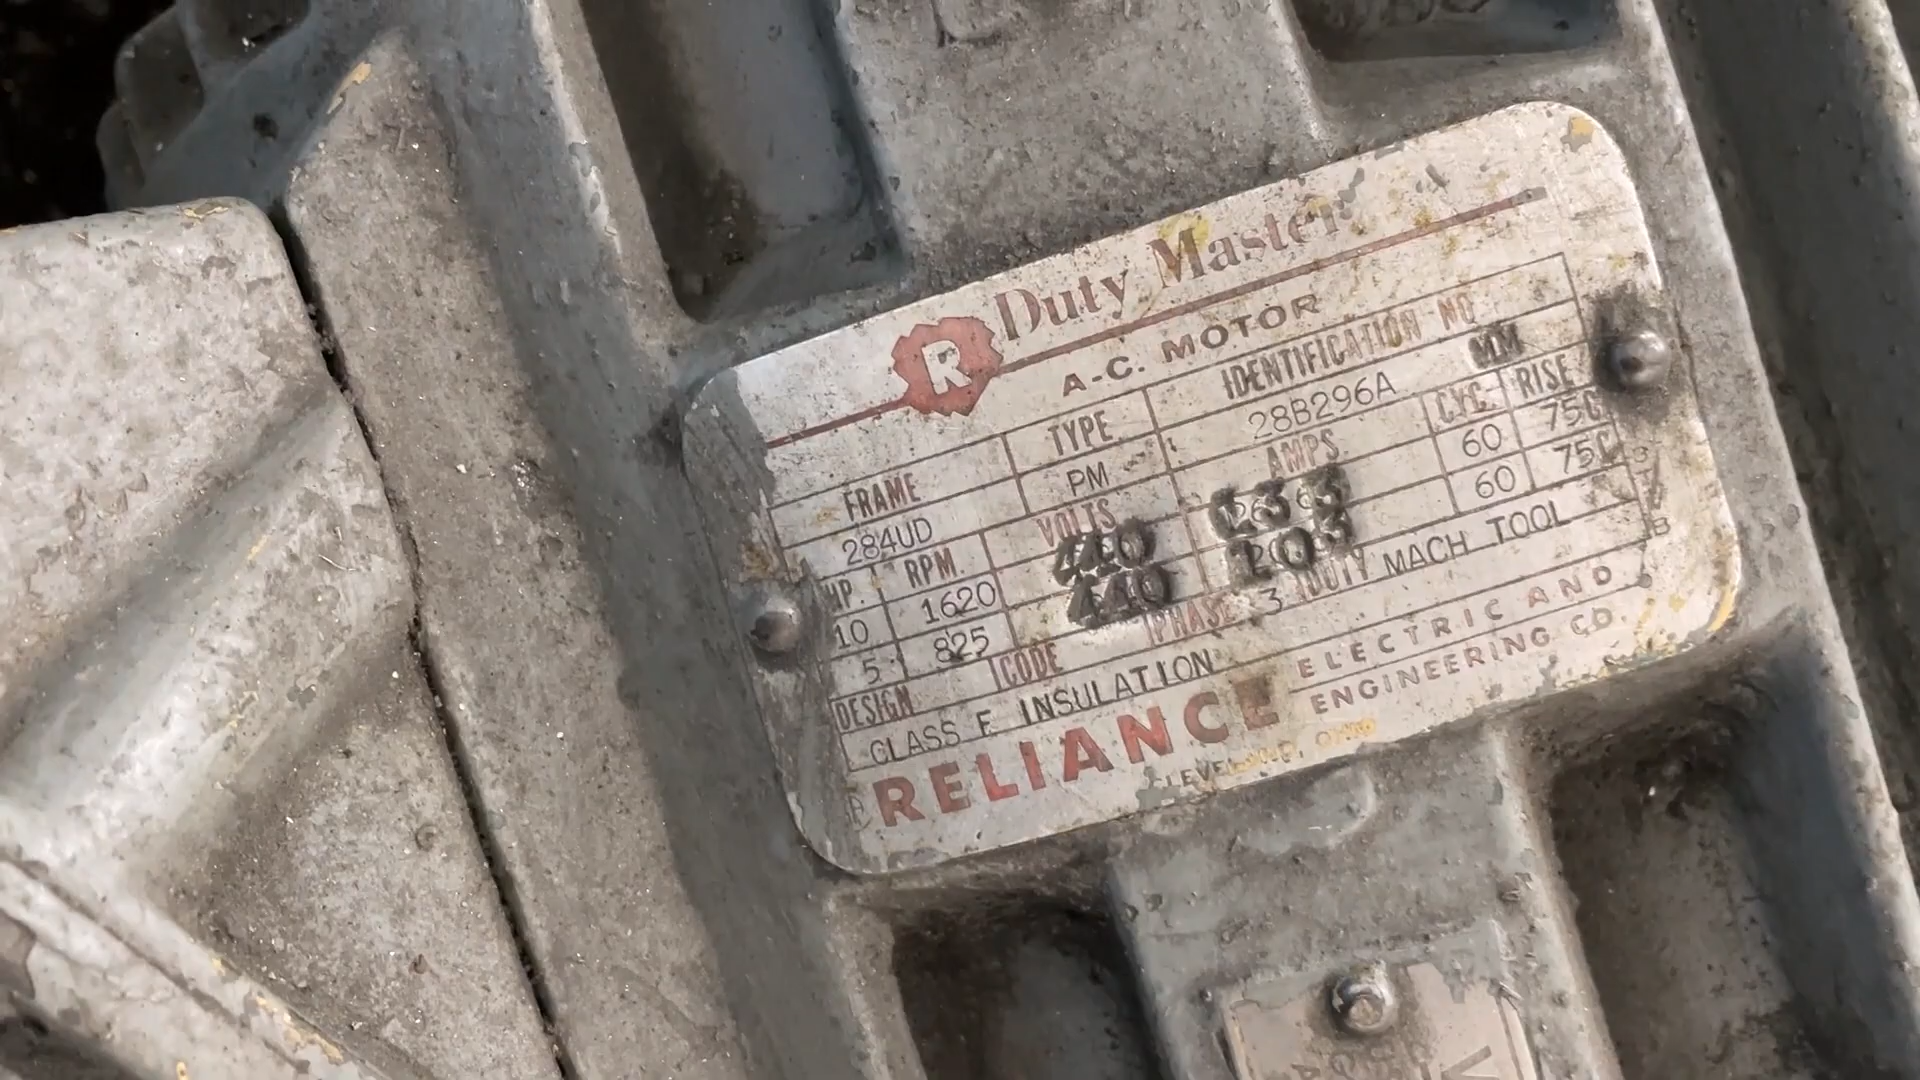 R Duty Master
A-C. MOTOR
FRAME TYPE IDENTIFICATION NO
284UD PM 28B296A MM
HP. RPM. VOLTS AMPS. CYC. RISE
10 1620 440 60 75C
5 825 440 60 75C
DESIGN CODE PHASE 3 DUTY MACH TOOL
CLASS F INSULATION
RELIANCE ELECTRIC AND
ENGINEERING CO.